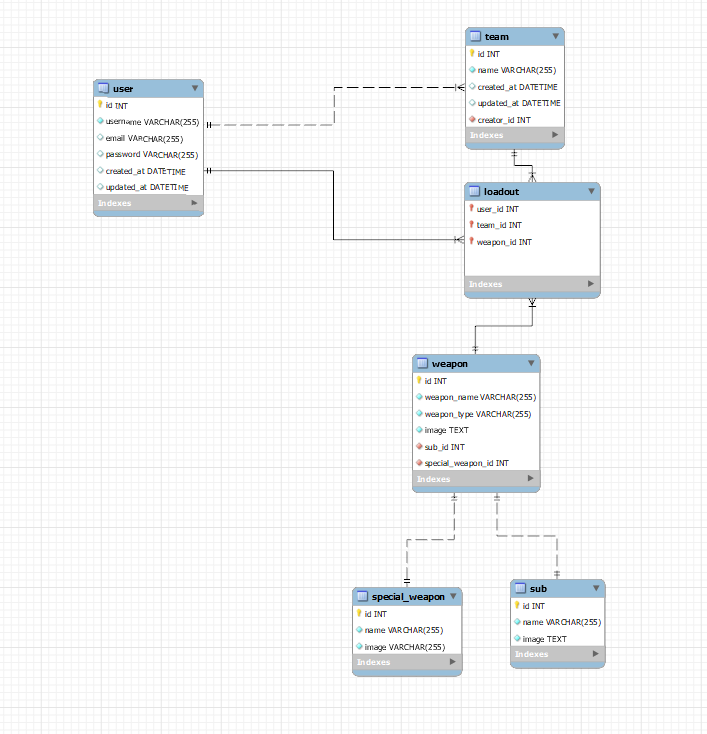 team
id INT
name VARCHAR(255)
created_at DATETIME
updated_at DATETIME
creator_id INT
Indexes
user
id INT
username VARCHAR(255)
email VARCHAR(255)
password VARCHAR(255)
created_at DATETIME
updated_at DATETIME
Indexes
loadout
user_id INT
team_id INT
weapon_id INT
Indexes
weapon
id INT
weapon_name VARCHAR(255)
weapon_type VARCHAR(255)
image TEXT
sub_id INT
special_weapon_id INT
Indexes
special_weapon
id INT
name VARCHAR(255)
image VARCHAR(255)
Indexes
sub
id INT
name VARCHAR(255)
image TEXT
Indexes